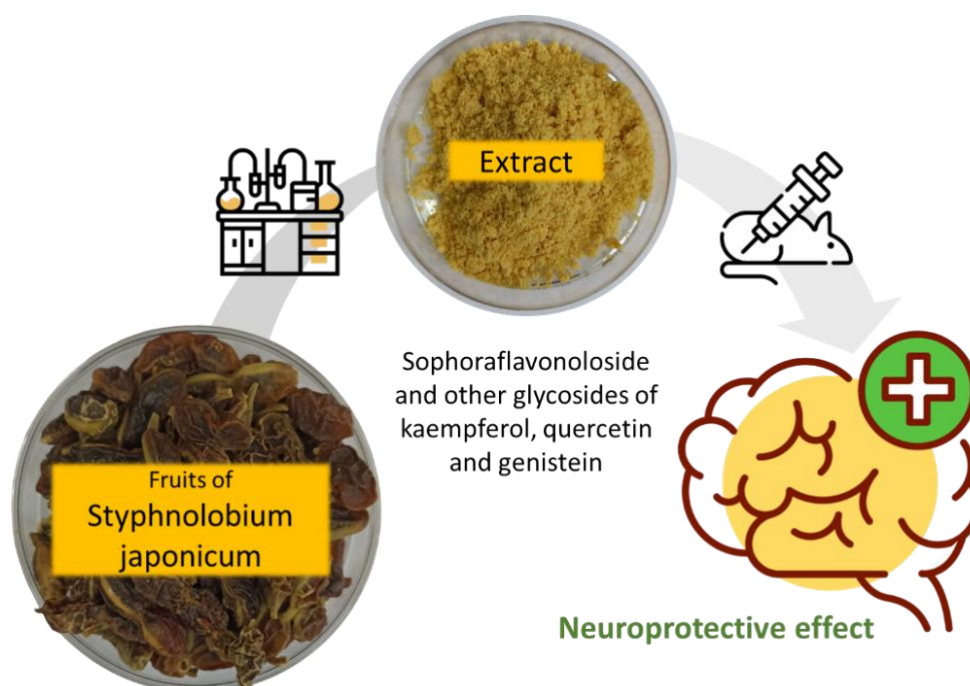 Extract
Sophoraflavonoloside
and other glycosides of
kaempferol, quercetin
and genistein
Fruits of
Styphnolobium
japonicum
Neuroprotective effect